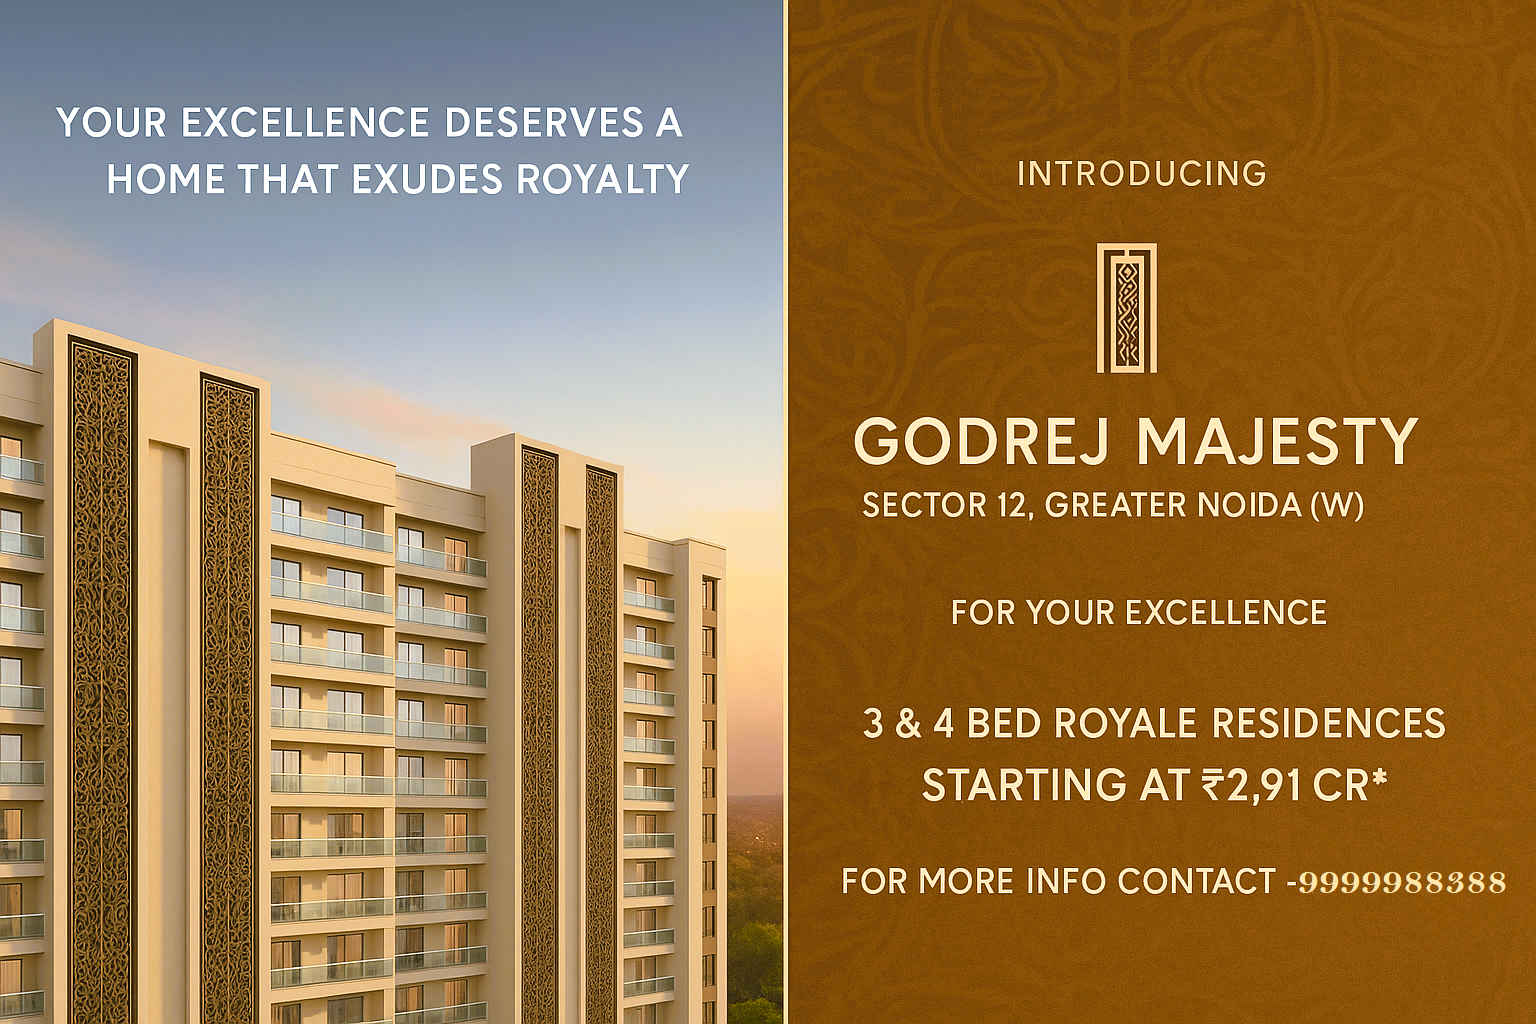 YOUR EXCELLENCE DESERVES A
HOME THAT EXUDES ROYALTY
INTRODUCING
GODREJ MAJESTY
SECTOR 12, GREATER NOIDA (W)
FOR YOUR EXCELLENCE
3 & 4 BED ROYALE RESIDENCES
STARTING AT ₹2,91 CR*
FOR MORE INFO CONTACT -9999988388